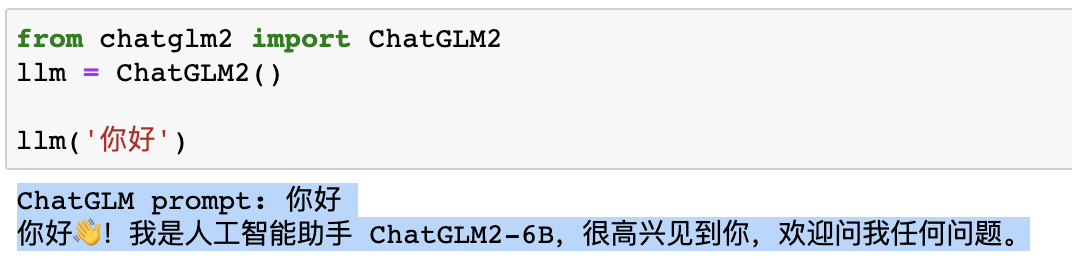 from chatglm2 import ChatGLM2
llm = ChatGLM2()
llm('你好')
ChatGLM prompt: 你好
你好👋！我是人工智能助手 ChatGLM2-6B，很高兴见到你，欢迎问我任何问题。